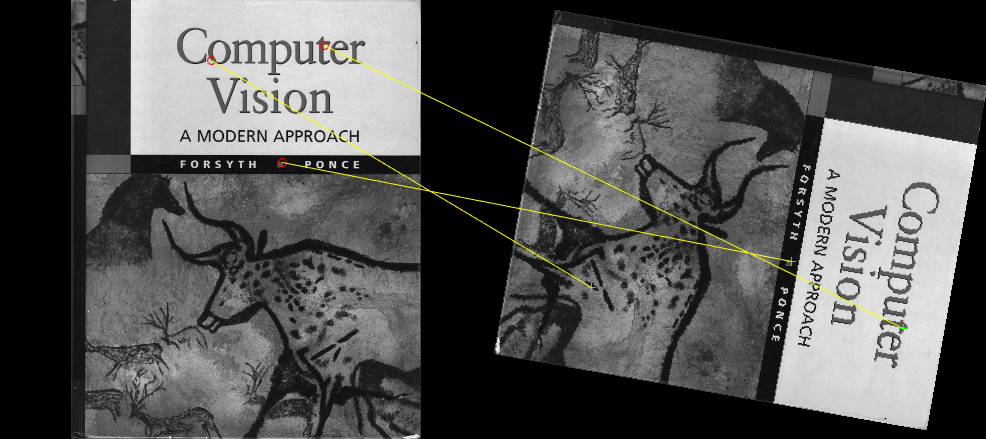 Computer
Vision
A MODERN APPROACH
FORSYTH PONCE
Computer
Vision
A MODERN APPROACH
FORSYTH PONCE